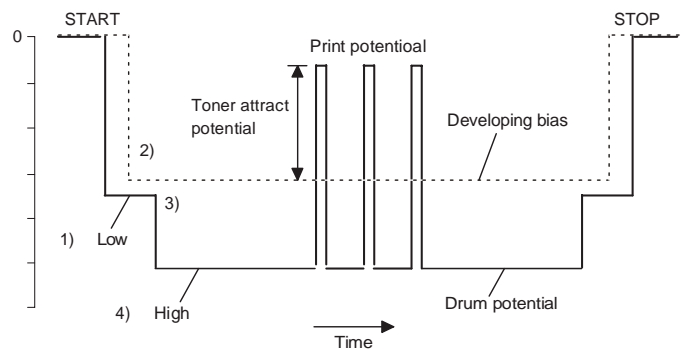 START
STOP
0
Print potentioal
Toner attract
potential
Developing bias
2)
3)
1) Low
4) High
Drum potential
Time